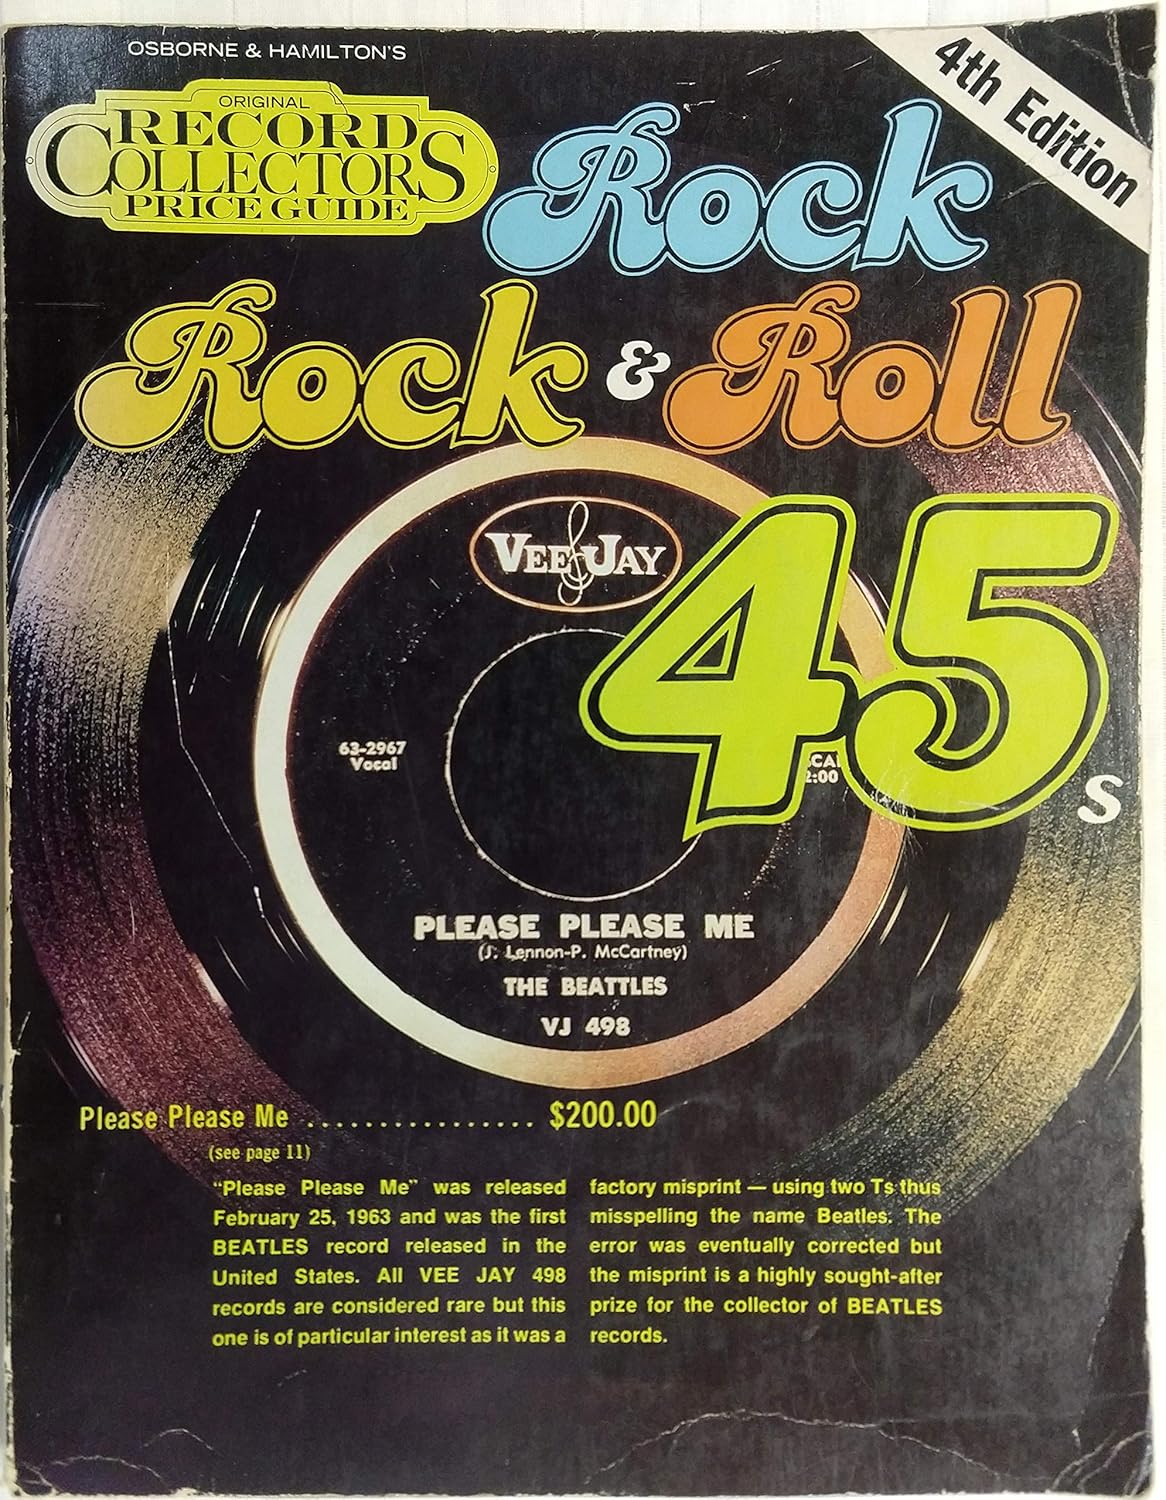 OSBORNE & HAMILTON'S
4th Edition
ORIGINAL
RECORD
COLLECTORS
PRICE GUIDE
Rock
Rock & Roll
45s
VEE JAY
63-2967
Vocal
2:00
PLEASE PLEASE ME
(J. Lennon-P. McCartney)
THE BEATTLES
VJ 498
Please Please Me ................ $200.00
(see page 11)
"Please Please Me" was released
February 25, 1963 and was the first
BEATLES record released in the
United States. All VEE JAY 498
records are considered rare but this
one is of particular interest as it was a
factory misprint — using two Ts thus
misspelling the name Beatles. The
error was eventually corrected but
the misprint is a highly sought-after
prize for the collector of BEATLES
records.